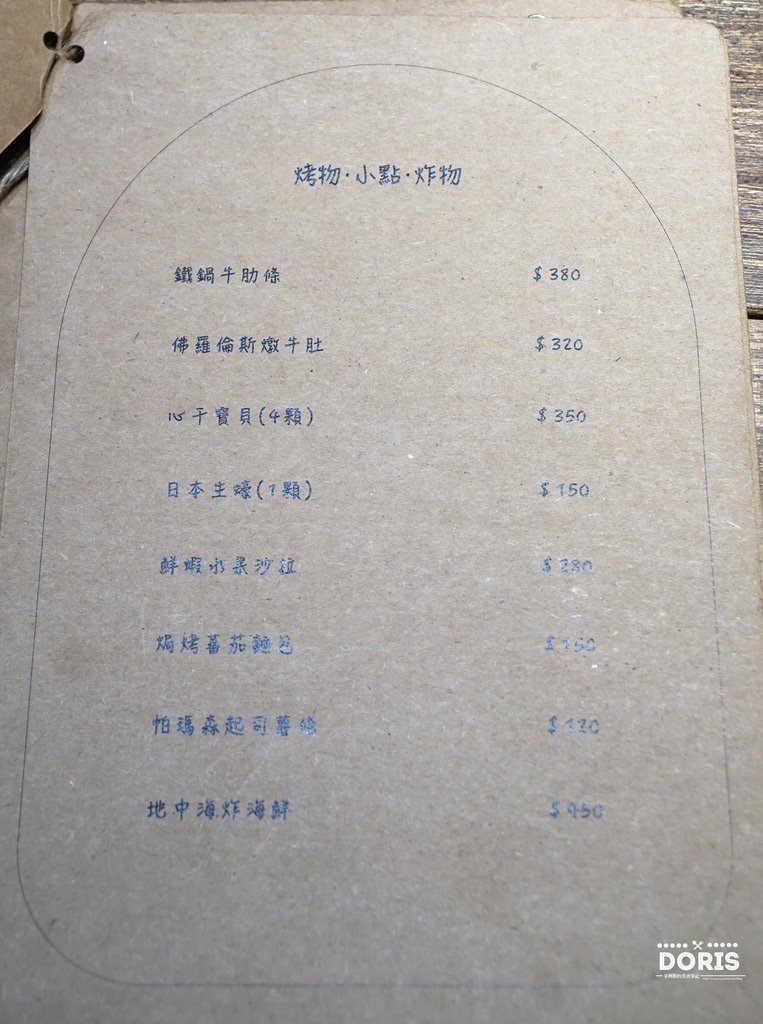 烤物·小點·炸物
鐵鍋牛肋條 $380
佛羅倫斯燉牛肚 $320
心干寶貝(4顆) $350
日本生蠔(1顆) $150
鮮蝦水果沙拉 $280
焗烤蕃茄麵包 $150
帕瑪森起司薯條 $120
地中海炸海鮮 $450
DORIS